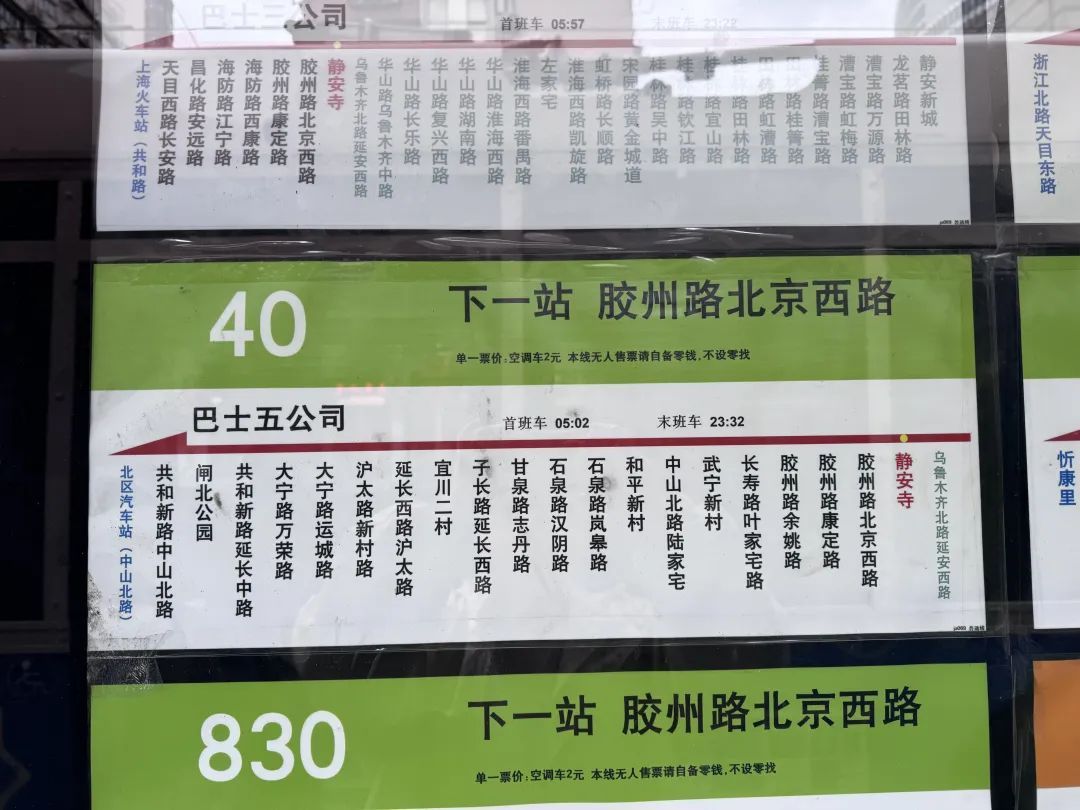 巴士三公司 首班车 05:57 末班车 23:22
上海火车站（共和路）
天目西路长安路
昌化路安远路
海防路江宁路
海防路西康路
胶州路康定路
胶州路北京西路
静安寺
乌鲁木齐北路延安西路
华山路乌鲁木齐中路
华山路长乐路
华山路复兴西路
华山路湖南路
华山路淮海西路
淮海西路番禺路
左家宅
淮海西路凯旋路
虹桥路长顺路
宋园路黄金城道
桂林路吴中路
桂林路钦江路
桂林路宜山路
桂林路田林路
田林路虹漕路
田林路桂菁路
桂菁路漕宝路
漕宝路虹梅路
漕宝路万源路
龙茗路田林路
静安新城
浙江北路天目东路
40 下一站 胶州路北京西路
单一票价:空调车2元 本线无人售票请自备零钱,不设零找
巴士五公司 首班车 05:02 末班车 23:32
北区汽车站（中山北路）
共和新路中山北路
闸北公园
共和新路延长中路
大宁路万荣路
大宁路运城路
沪太路新村路
延长西路沪太路
宜川二村
子长路延长西路
甘泉路志丹路
石泉路汉阴路
石泉路岚皋路
和平新村
中山北路陆家宅
武宁新村
长寿路叶家宅路
胶州路余姚路
胶州路康定路
胶州路北京西路
静安寺
乌鲁木齐北路延安西路
忻康里
830 下一站 胶州路北京西路
单一票价:空调车2元 本线无人售票请自备零钱,不设零找